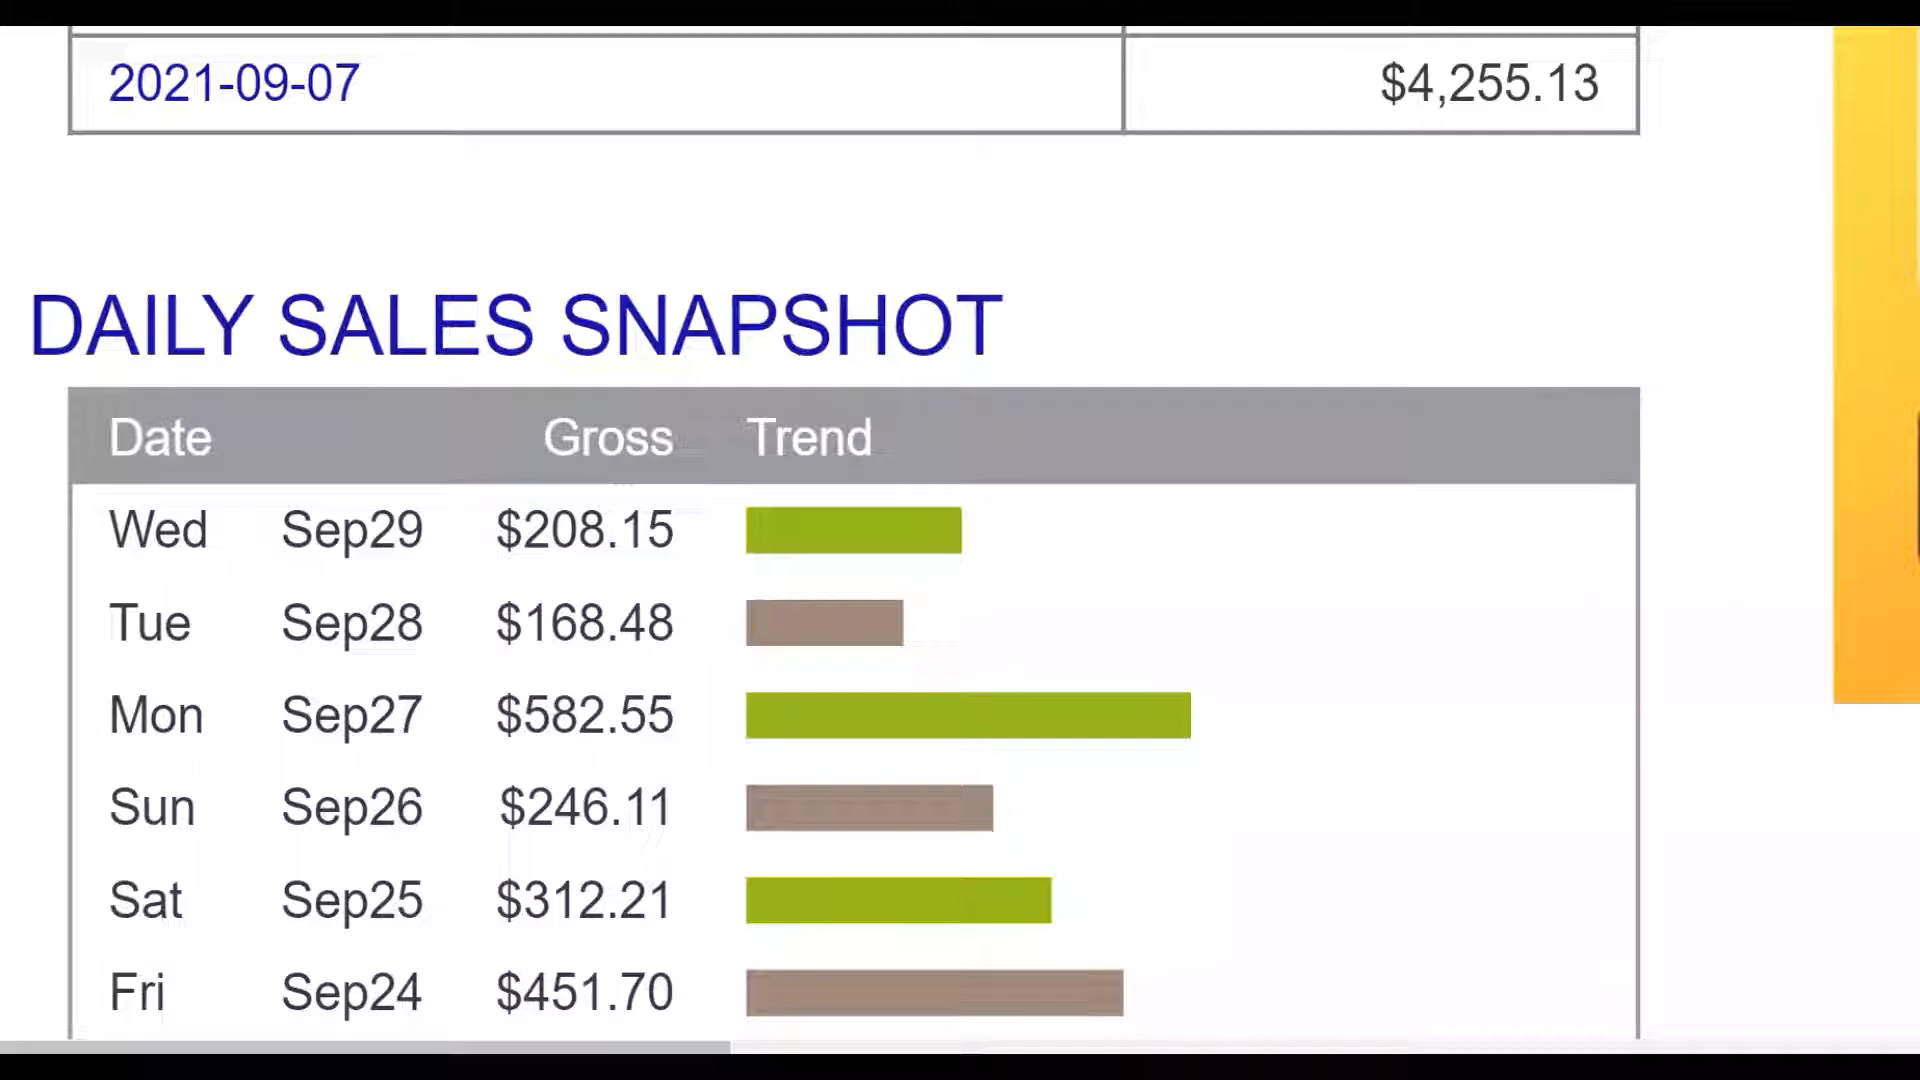 2021-09-07 $4,255.13
DAILY SALES SNAPSHOT
Date Gross Trend
Wed Sep29 $208.15
Tue Sep28 $168.48
Mon Sep27 $582.55
Sun Sep26 $246.11
Sat Sep25 $312.21
Fri Sep24 $451.70